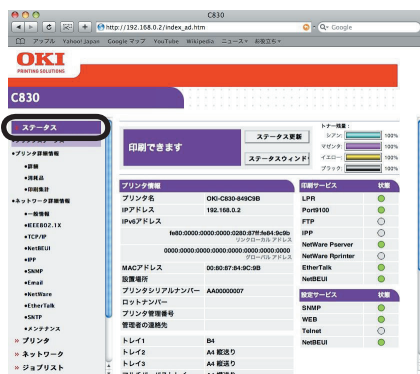 C830
http://192.168.0.2/index_ad.htm
Q- Google
アップル Yahoo! Japan Google マップ YouTube Wikipedia ニュース▼ お役立ち▼
OKI
PRINTING SOLUTIONS
C830
» ステータス
•プリンタ詳細情報
•詳細
•消耗品
•印刷集計
•ネットワーク詳細情報
•一般情報
•IEEE802.1X
•TCP/IP
•NetBEUI
•IPP
•SNMP
•Email
•NetWare
•EtherTalk
•SNTP
•メンテナンス
» プリンタ
» ネットワーク
» ジョブリスト
印刷できます
ステータス更新
ステータスウィンド
トナー残量:
シアン: 100%
マゼンタ: 100%
イエロー: 100%
ブラック: 100%
プリンタ情報
プリンタ名 OKI-C830-849C9B
IPアドレス 192.168.0.2
IPv6アドレス
fe80:0000:0000:0000:0280:87ff:fe84:9c9b
リンクローカル アドレス
0000:0000:0000:0000:0000:0000:0000:0000
グローバル アドレス
MACアドレス 00:80:87:84:9C:9B
設置場所
プリンタシリアルナンバー AA00000007
ロットナンバー
プリンタ管理番号
管理者の連絡先
トレイ1 B4
トレイ2 A4 縦送り
トレイ3 A4 縦送り
印刷サービス 状態
LPR
Port9100
FTP
IPP
NetWare Pserver
NetWare Rprinter
EtherTalk
NetBEUI
設定サービス 状態
SNMP
WEB
Telnet
NetBEUI